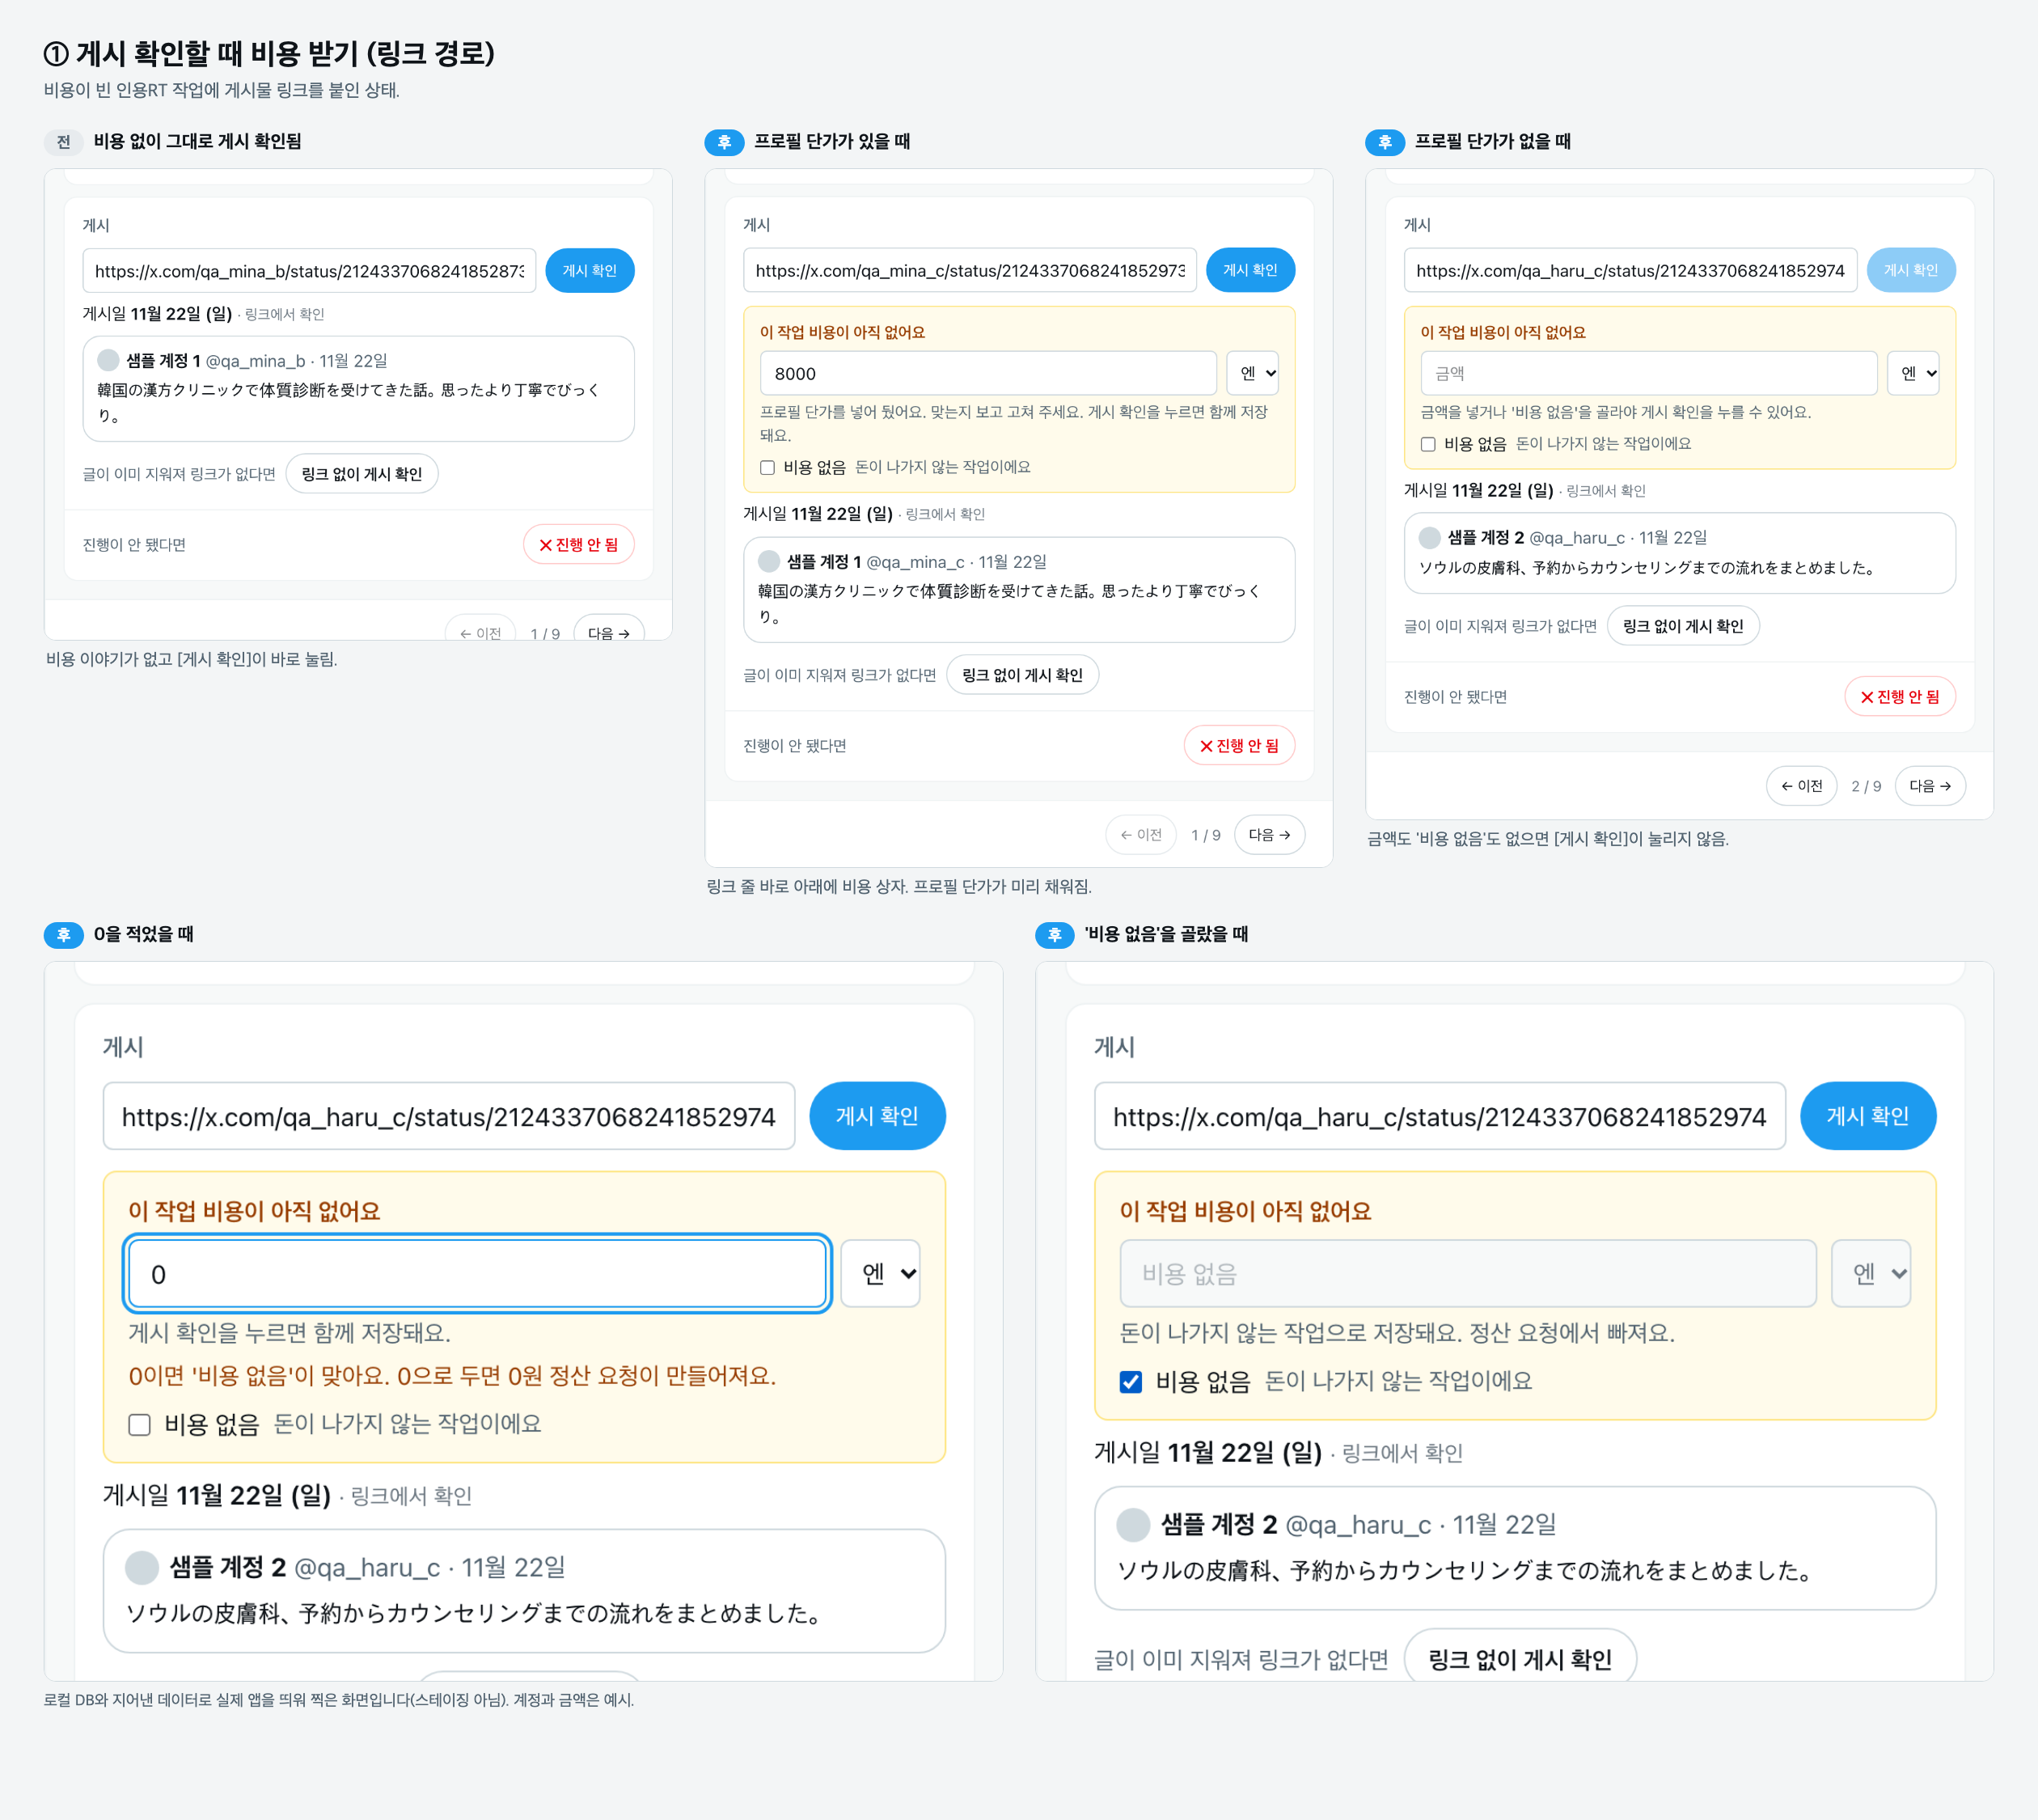 ① 게시 확인할 때 비용 받기 (링크 경로)
비용이 빈 인용RT 작업에 게시물 링크를 붙인 상태.
전 비용 없이 그대로 게시 확인됨
게시
https://x.com/qa_mina_b/status/2124337068241852873 게시 확인
게시일 11월 22일 (일) · 링크에서 확인
샘플 계정 1 @qa_mina_b · 11월 22일
韓国の漢方クリニックで体質診断を受けてきた話。思ったより丁寧でびっく
り。
글이 이미 지워져 링크가 없다면 링크 없이 게시 확인
진행이 안 됐다면 ✕ 진행 안 됨
← 이전 1 / 9 다음 →
비용 이야기가 없고 [게시 확인]이 바로 눌림.
후 프로필 단가가 있을 때
게시
https://x.com/qa_mina_c/status/2124337068241852973 게시 확인
이 작업 비용이 아직 없어요
8000 엔
프로필 단가를 넣어 뒀어요. 맞는지 보고 고쳐 주세요. 게시 확인을 누르면 함께 저장
돼요.
비용 없음 돈이 나가지 않는 작업이에요
게시일 11월 22일 (일) · 링크에서 확인
샘플 계정 1 @qa_mina_c · 11월 22일
韓国の漢方クリニックで体質診断を受けてきた話。思ったより丁寧でびっく
り。
글이 이미 지워져 링크가 없다면 링크 없이 게시 확인
진행이 안 됐다면 ✕ 진행 안 됨
← 이전 1 / 9 다음 →
링크 줄 바로 아래에 비용 상자. 프로필 단가가 미리 채워짐.
후 프로필 단가가 없을 때
게시
https://x.com/qa_haru_c/status/2124337068241852974 게시 확인
이 작업 비용이 아직 없어요
금액 엔
금액을 넣거나 '비용 없음'을 골라야 게시 확인을 누를 수 있어요.
비용 없음 돈이 나가지 않는 작업이에요
게시일 11월 22일 (일) · 링크에서 확인
샘플 계정 2 @qa_haru_c · 11월 22일
ソウルの皮膚科、予約からカウンセリングまでの流れをまとめました。
글이 이미 지워져 링크가 없다면 링크 없이 게시 확인
진행이 안 됐다면 ✕ 진행 안 됨
← 이전 2 / 9 다음 →
금액도 '비용 없음'도 없으면 [게시 확인]이 눌리지 않음.
후 0을 적었을 때
게시
https://x.com/qa_haru_c/status/2124337068241852974 게시 확인
이 작업 비용이 아직 없어요
0 엔
게시 확인을 누르면 함께 저장돼요.
0이면 '비용 없음'이 맞아요. 0으로 두면 0원 정산 요청이 만들어져요.
비용 없음 돈이 나가지 않는 작업이에요
게시일 11월 22일 (일) · 링크에서 확인
샘플 계정 2 @qa_haru_c · 11월 22일
ソウルの皮膚科、予約からカウンセリングまでの流れをまとめました。
후 '비용 없음'을 골랐을 때
게시
https://x.com/qa_haru_c/status/2124337068241852974 게시 확인
이 작업 비용이 아직 없어요
비용 없음 엔
돈이 나가지 않는 작업으로 저장돼요. 정산 요청에서 빠져요.
비용 없음 돈이 나가지 않는 작업이에요
게시일 11월 22일 (일) · 링크에서 확인
샘플 계정 2 @qa_haru_c · 11월 22일
ソウルの皮膚科、予約からカウンセリングまでの流れをまとめました。
글이 이미 지워져 링크가 없다면 링크 없이 게시 확인
로컬 DB와 지어낸 데이터로 실제 앱을 띄워 찍은 화면입니다(스테이징 아님). 계정과 금액은 예시.